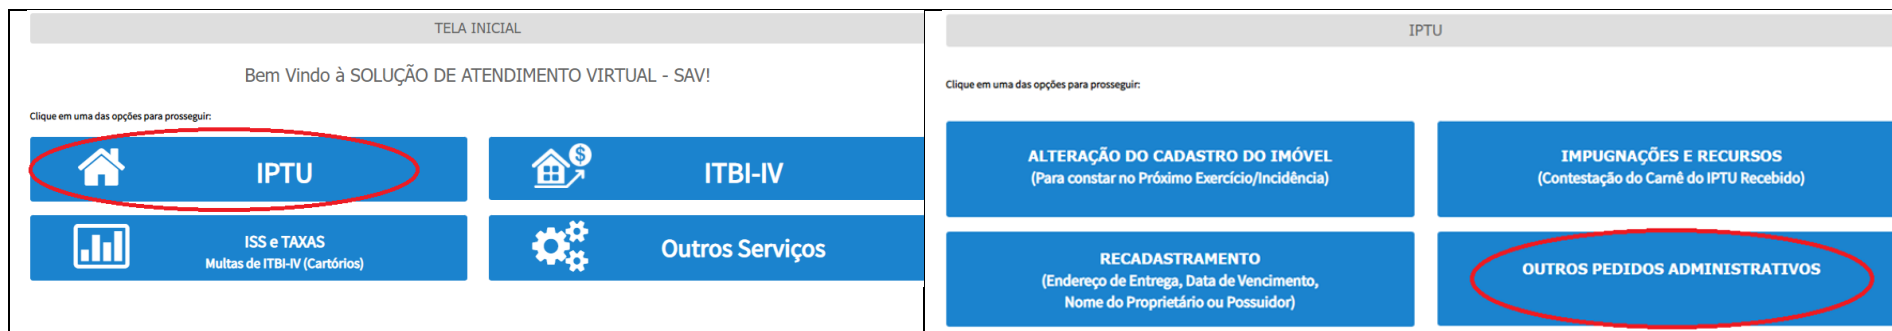 TELA INICIAL
Bem Vindo à SOLUÇÃO DE ATENDIMENTO VIRTUAL - SAV!
Clique em uma das opções para prosseguir:
IPTU
ITBI-IV
ISS e TAXAS
Multas de ITBI-IV (Cartórios)
Outros Serviços
IPTU
Clique em uma das opções para prosseguir:
ALTERAÇÃO DO CADASTRO DO IMÓVEL
(Para constar no Próximo Exercício/Incidência)
IMPUGNAÇÕES E RECURSOS
(Contestação do Carnê do IPTU Recebido)
RECADASTRAMENTO
(Endereço de Entrega, Data de Vencimento,
Nome do Proprietário ou Possuidor)
OUTROS PEDIDOS ADMINISTRATIVOS